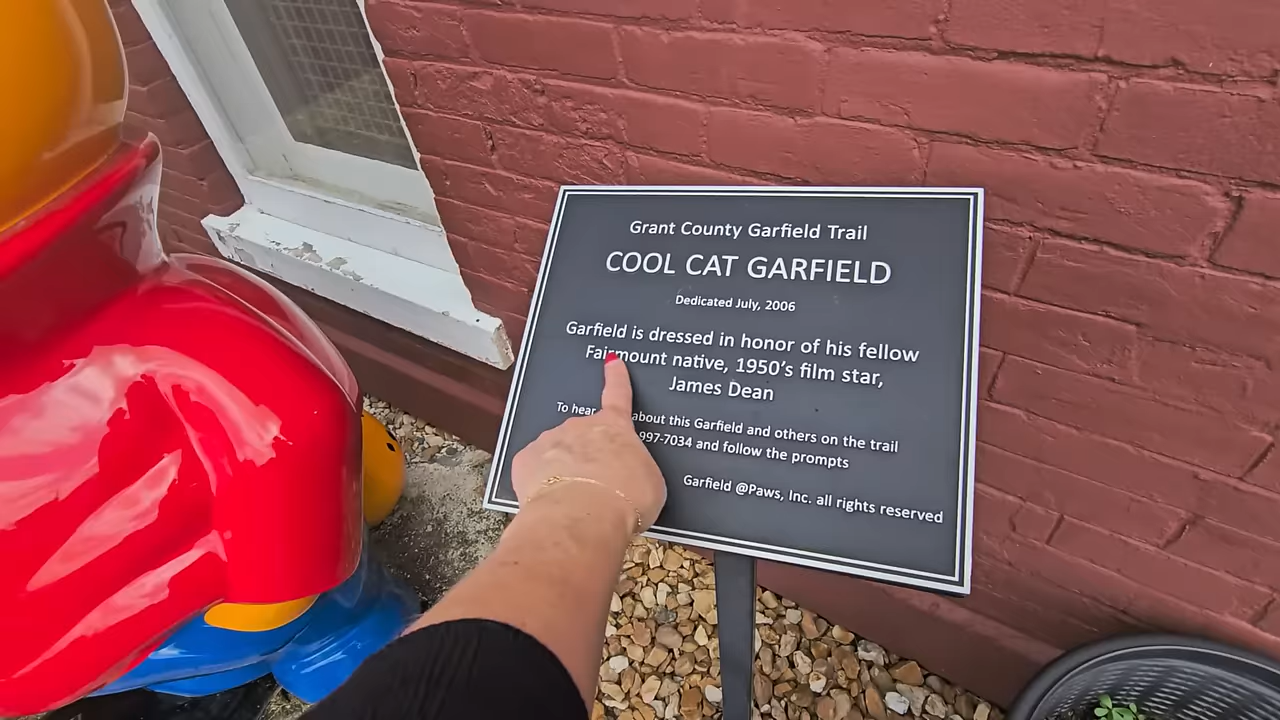 Grant County Garfield Trail
COOL CAT GARFIELD
Dedicated July, 2006
Garfield is dressed in honor of his fellow
Fairmount native, 1950's film star,
James Dean
To hear about this Garfield and others on the trail
997-7034 and follow the prompts
Garfield @Paws, Inc. all rights reserved